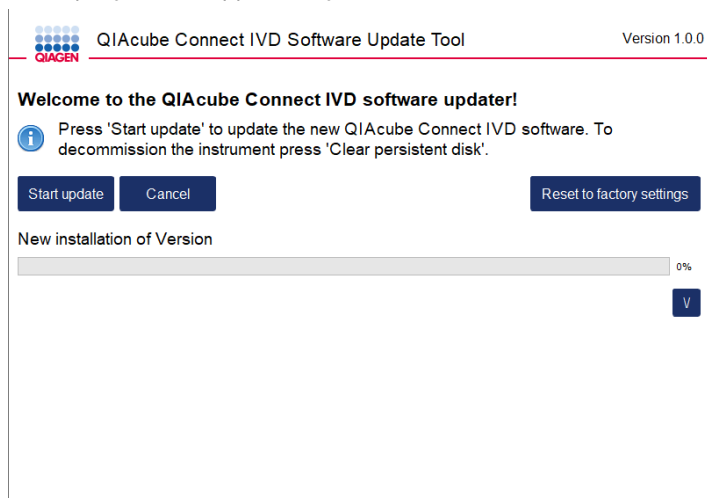 QIAGEN
QIAcube Connect IVD Software Update Tool
Version 1.0.0
Welcome to the QIAcube Connect IVD software updater!
Press 'Start update' to update the new QIAcube Connect IVD software. To
decommission the instrument press 'Clear persistent disk'.
Start update
Cancel
Reset to factory settings
New installation of Version
0%
V